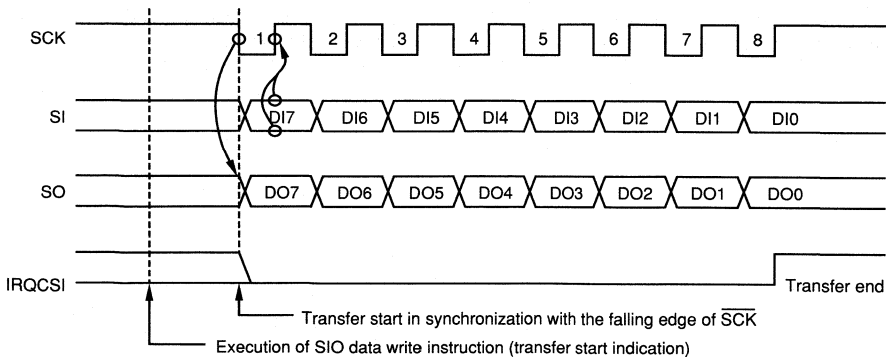 SCK 1 2 3 4 5 6 7 8
SI DI7 DI6 DI5 DI4 DI3 DI2 DI1 DI0
SO DO7 DO6 DO5 DO4 DO3 DO2 DO1 DO0
IRQCSI Transfer end
Transfer start in synchronization with the falling edge of S̅C̅K̅
Execution of SIO data write instruction (transfer start indication)